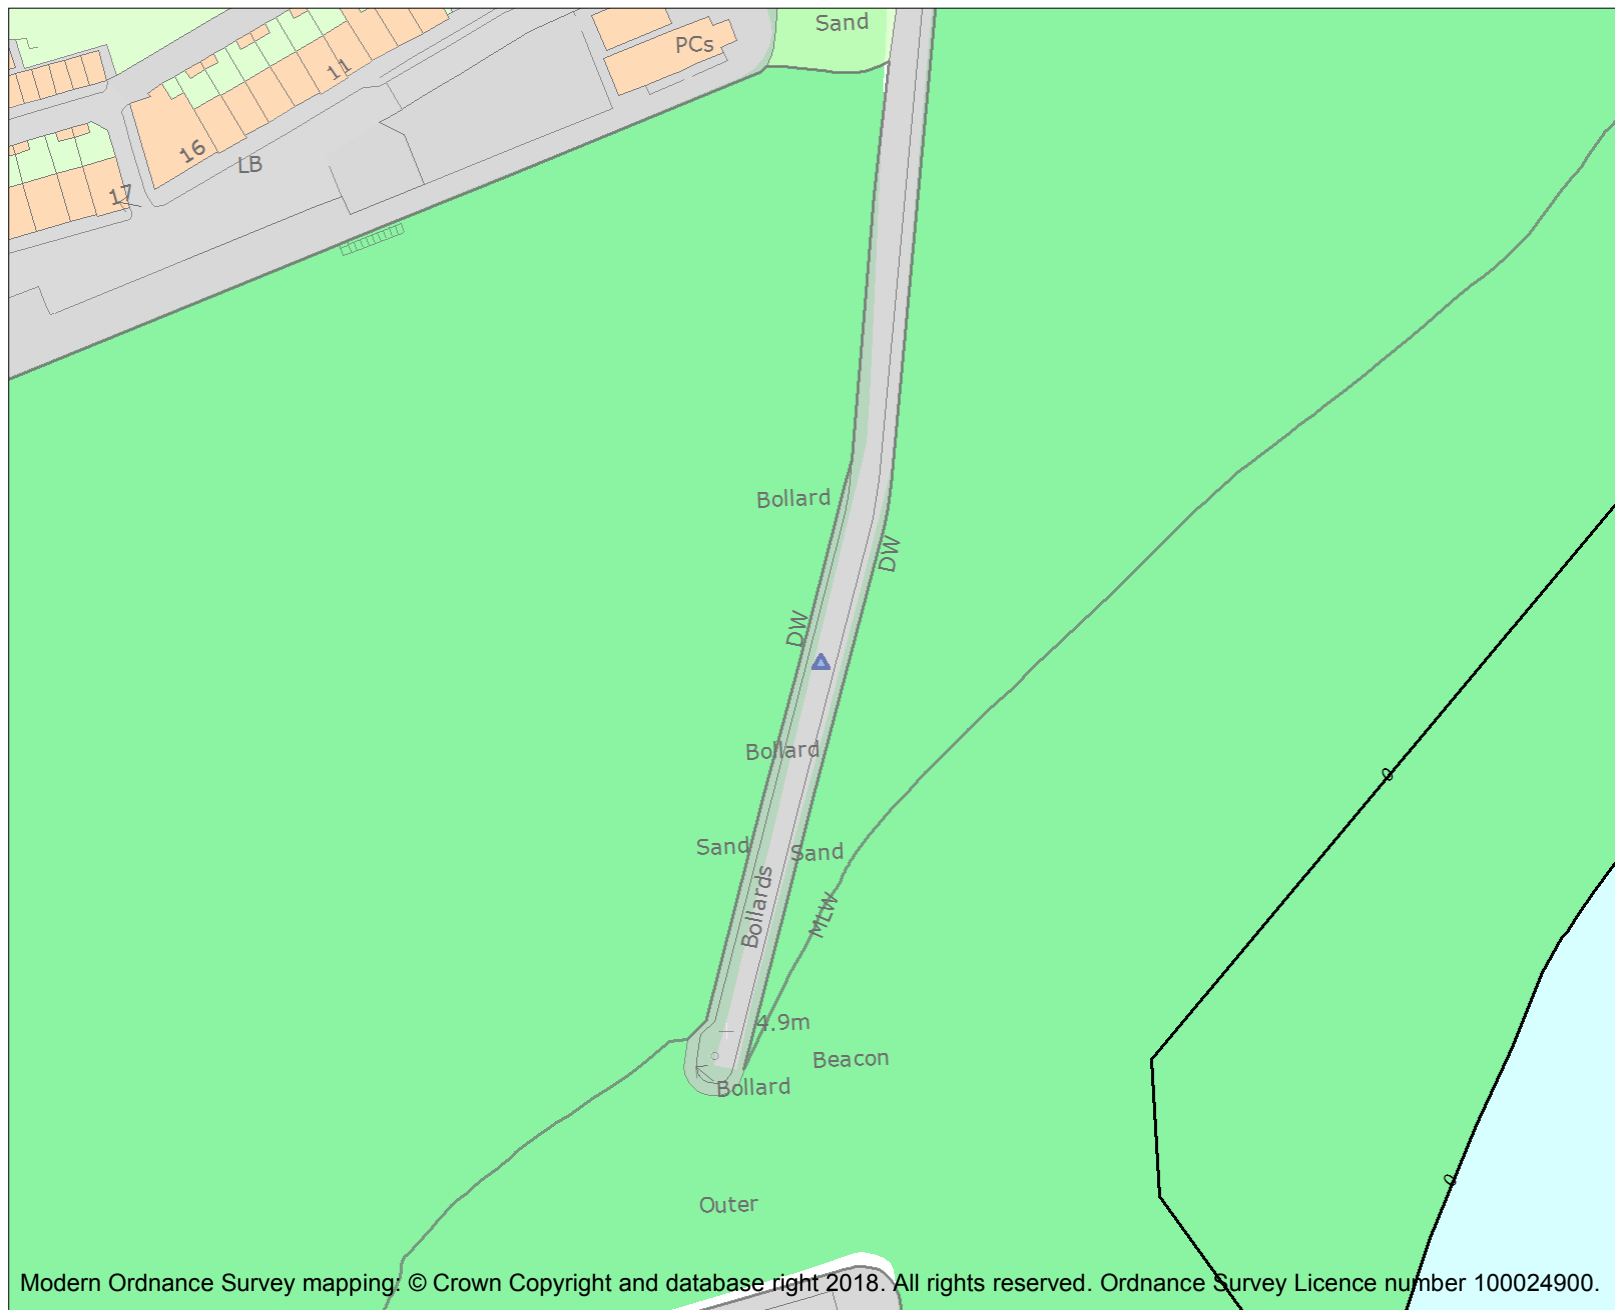 Sand
PCs
11
16
LB
17
Bollard
DW
DW
Bollard
Sand
Sand
Bollards
MLW
0
4.9m
Beacon
Bollard
0
Outer
Modern Ordnance Survey mapping: © Crown Copyright and database right 2018. All rights reserved. Ordnance Survey Licence number 100024900.